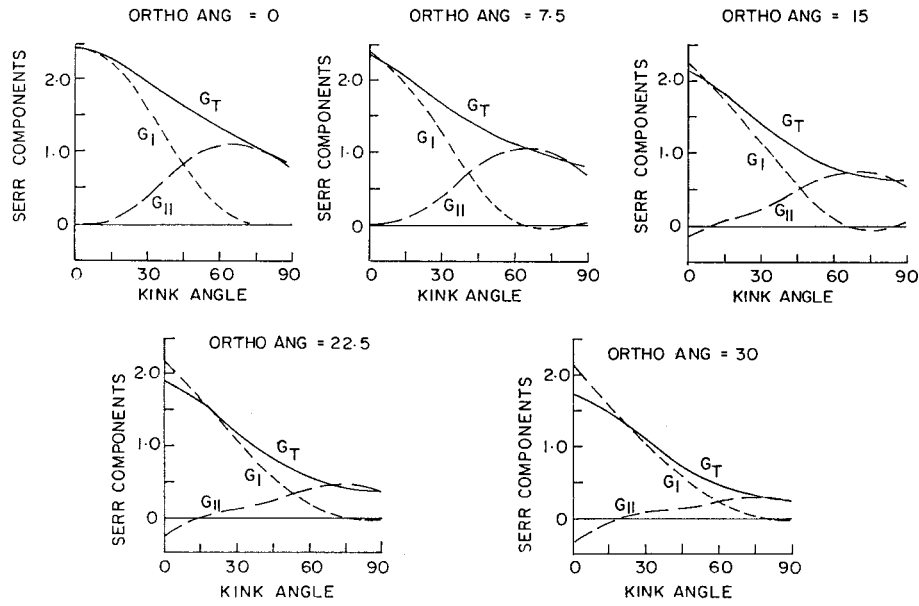 ORTHO ANG = 0
SERR COMPONENTS
2.0
1.0
0
G_T
G_I
G_II
0 30 60 90
KINK ANGLE
ORTHO ANG = 7.5
SERR COMPONENTS
2.0
1.0
0
G_T
G_I
G_II
0 30 60 90
KINK ANGLE
ORTHO ANG = 15
SERR COMPONENTS
2.0
1.0
0
G_T
G_I
G_II
0 30 60 90
KINK ANGLE
ORTHO ANG = 22.5
SERR COMPONENTS
2.0
1.0
0
G_T
G_I
G_II
0 30 60 90
KINK ANGLE
ORTHO ANG = 30
SERR COMPONENTS
2.0
1.0
0
G_T
G_I
G_II
0 30 60 90
KINK ANGLE